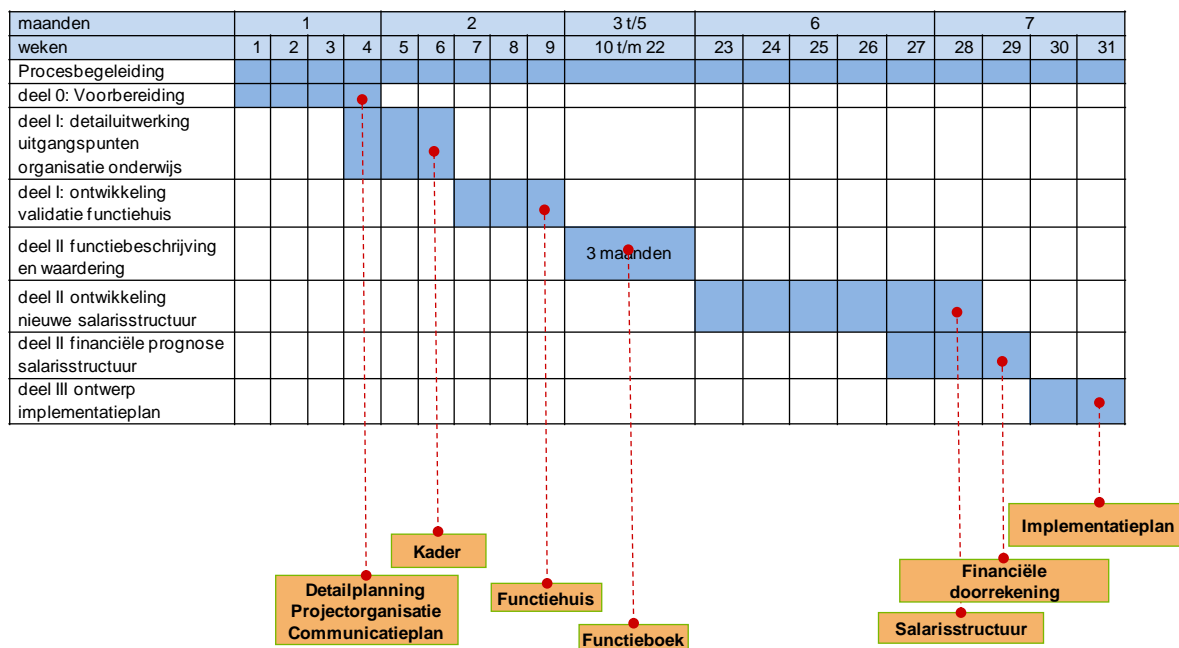 maanden 1 2 3 t/5 6 7
weken 1 2 3 4 5 6 7 8 9 10 t/m 22 23 24 25 26 27 28 29 30 31
Procesbegeleiding
deel 0: Voorbereiding
deel I: detailuitwerking
uitgangspunten
organisatie onderwijs
deel I: ontwikkeling
validatie functiehuis
deel II functiebeschrijving
en waardering
3 maanden
deel II ontwikkeling
nieuwe salarisstructuur
deel II financiële prognose
salarisstructuur
deel III ontwerp
implementatieplan
Implementatieplan
Kader
Financiële
doorrekening
Detailplanning
Projectorganisatie
Communicatieplan
Functiehuis
Salarisstructuur
Functieboek